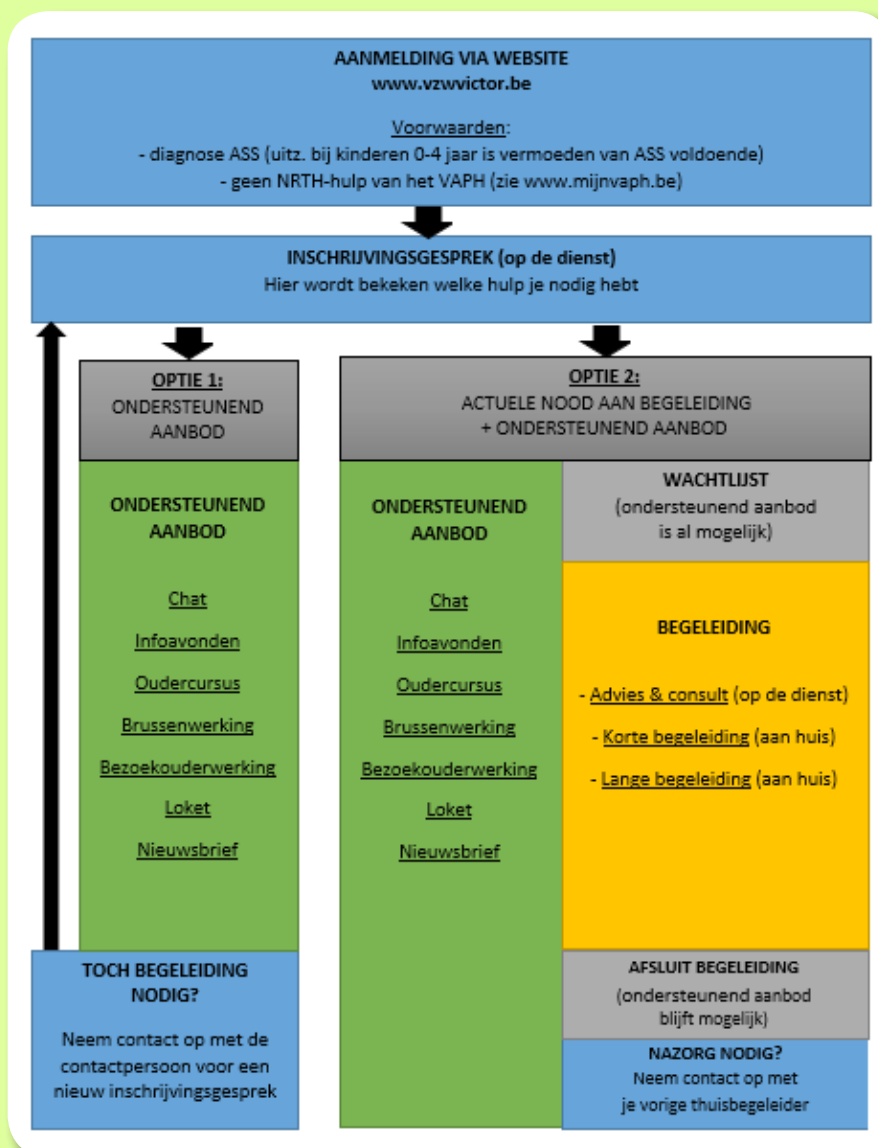 AANMELDING VIA WEBSITE
www.vzwvictor.be
Voorwaarden:
- diagnose ASS (uitz. bij kinderen 0-4 jaar is vermoeden van ASS voldoende)
- geen NRTH-hulp van het VAPH (zie www.mijnvaph.be)
INSCHRIJVINGSGESPREK (op de dienst)
Hier wordt bekeken welke hulp je nodig hebt
OPTIE 1:
ONDERSTEUNEND
AANBOD
ONDERSTEUNEND
AANBOD
Chat
Infoavonden
Oudercursus
Brussenwerking
Bezoekouderwerking
Loket
Nieuwsbrief
TOCH BEGELEIDING
NODIG?
Neem contact op met de
contactpersoon voor een
nieuw inschrijvingsgesprek
OPTIE 2:
ACTUELE NOOD AAN BEGELEIDING
+ ONDERSTEUNEND AANBOD
ONDERSTEUNEND
AANBOD
Chat
Infoavonden
Oudercursus
Brussenwerking
Bezoekouderwerking
Loket
Nieuwsbrief
WACHTLIJST
(ondersteunend aanbod
is al mogelijk)
BEGELEIDING
- Advies & consult (op de dienst)
- Korte begeleiding (aan huis)
- Lange begeleiding (aan huis)
AFSLUIT BEGELEIDING
(ondersteunend aanbod
blijft mogelijk)
NAZORG NODIG?
Neem contact op met
je vorige thuisbegeleider